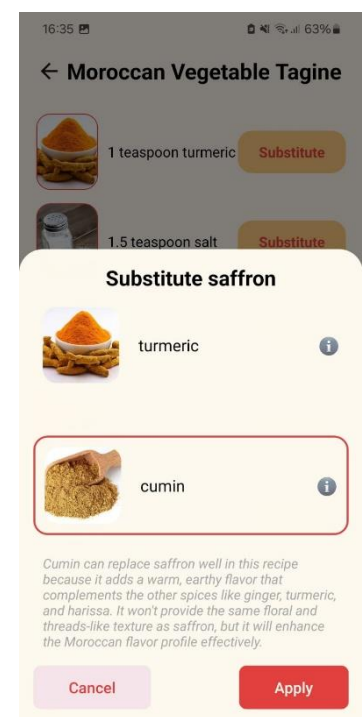 16:35 63%
← Moroccan Vegetable Tagine
1 teaspoon turmeric Substitute
1.5 teaspoon salt Substitute
Substitute saffron
turmeric
cumin
Cumin can replace saffron well in this recipe
because it adds a warm, earthy flavor that
complements the other spices like ginger, turmeric,
and harissa. It won't provide the same floral and
threads-like texture as saffron, but it will enhance
the Moroccan flavor profile effectively.
Cancel Apply